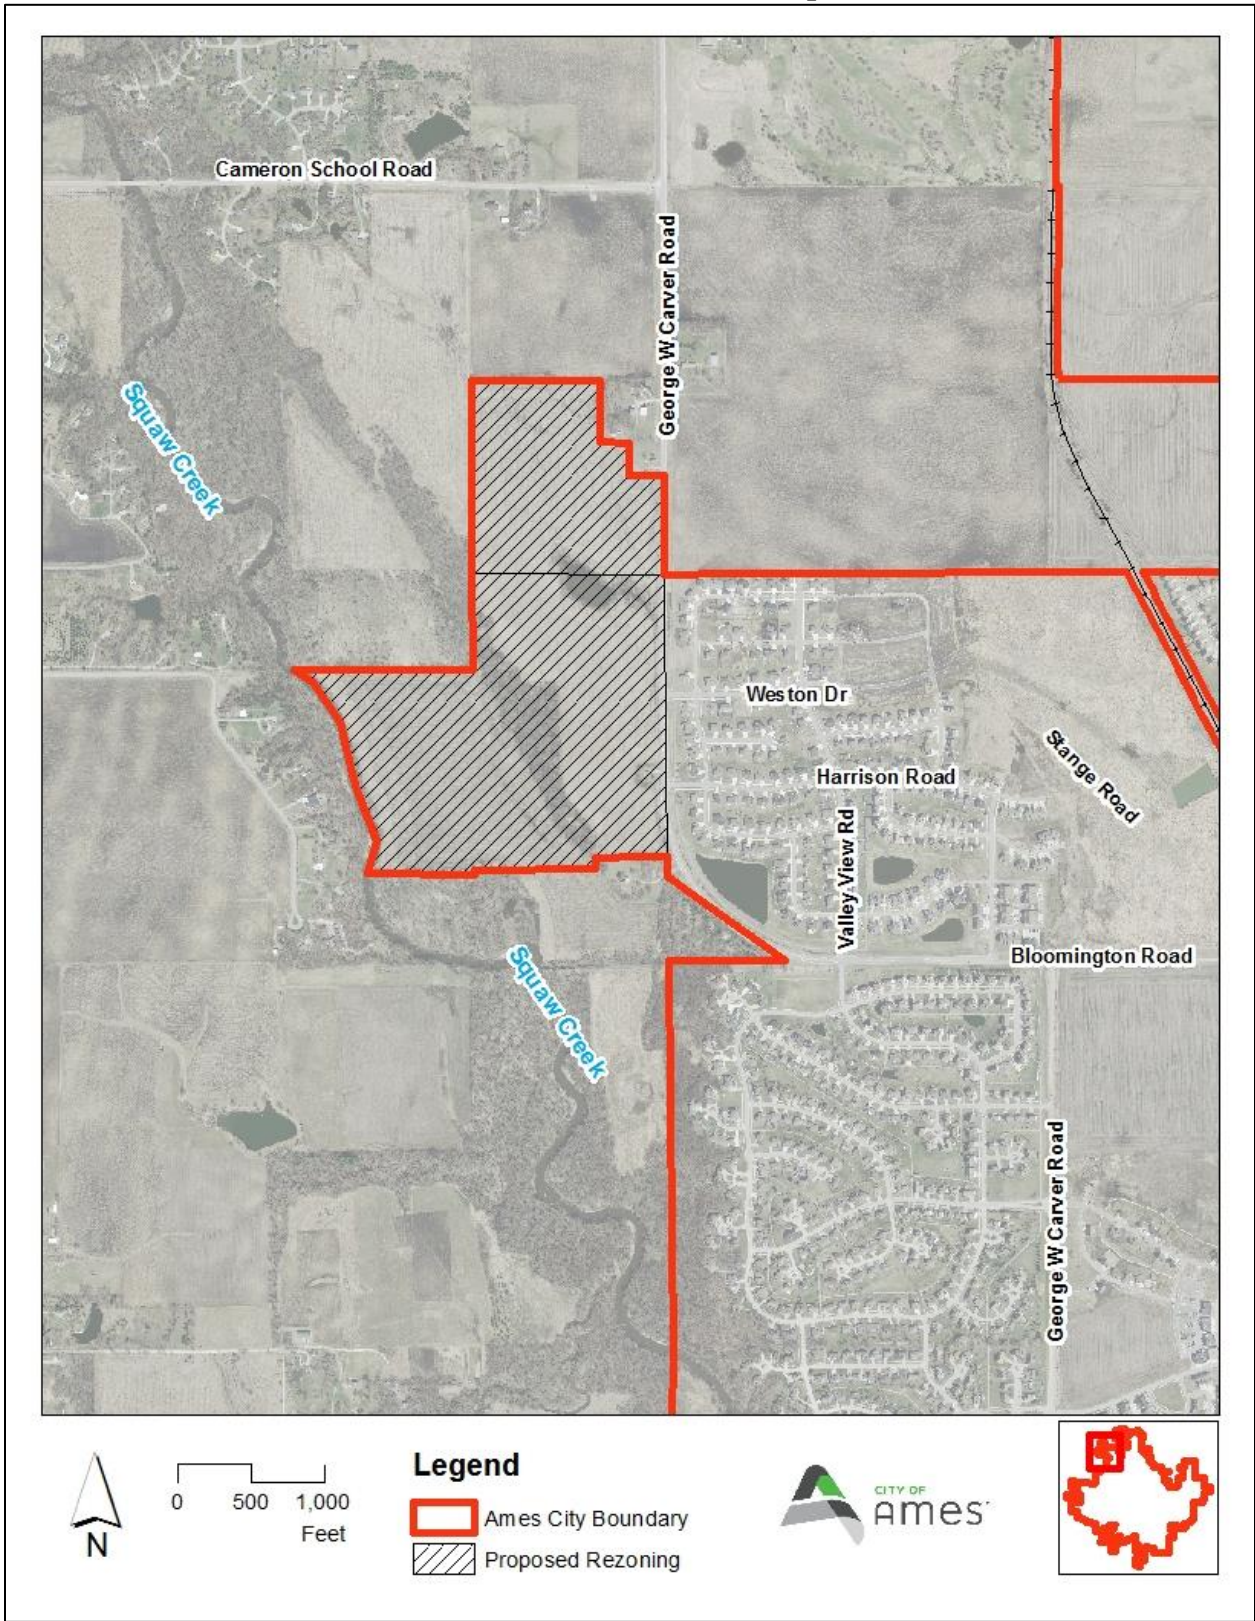 Cameron School Road
George W Carver Road
Squaw Creek
Weston Dr
Stange Road
Harrison Road
Valley View Rd
Squaw Creek
Bloomington Road
George W Carver Road
N
0 500 1,000
Feet
Legend
Ames City Boundary
Proposed Rezoning
CITY OF
AMES